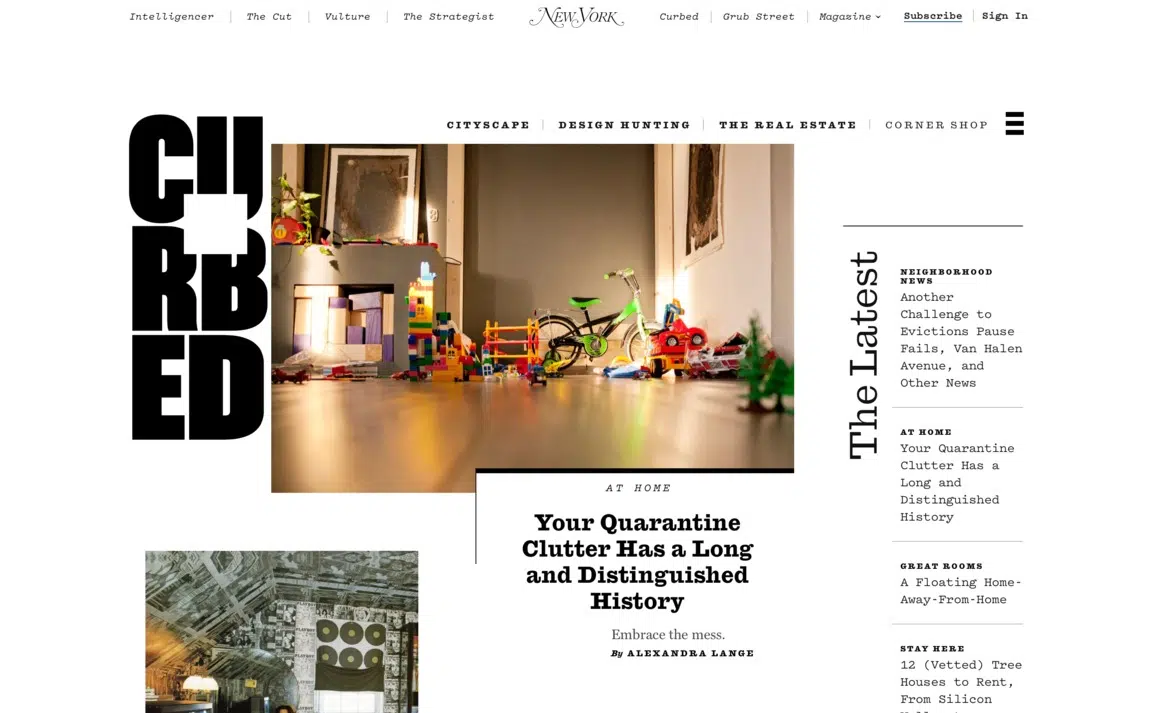 Intelligencer
The Cut
Vulture
The Strategist
NEW YORK
Curbed
Grub Street
Magazine
Subscribe
Sign In
CURBED
CITYSCAPE
DESIGN HUNTING
THE REAL ESTATE
CORNER SHOP
AT HOME
Your Quarantine
Clutter Has a Long
and Distinguished
History
Embrace the mess.
By ALEXANDRA LANGE
The Latest
NEIGHBORHOOD
NEWS
Another
Challenge to
Evictions Pause
Fails, Van Halen
Avenue, and
Other News
AT HOME
Your Quarantine
Clutter Has a
Long and
Distinguished
History
GREAT ROOMS
A Floating Home-
Away-From-Home
STAY HERE
12 (Vetted) Tree
Houses to Rent,
From Silicon